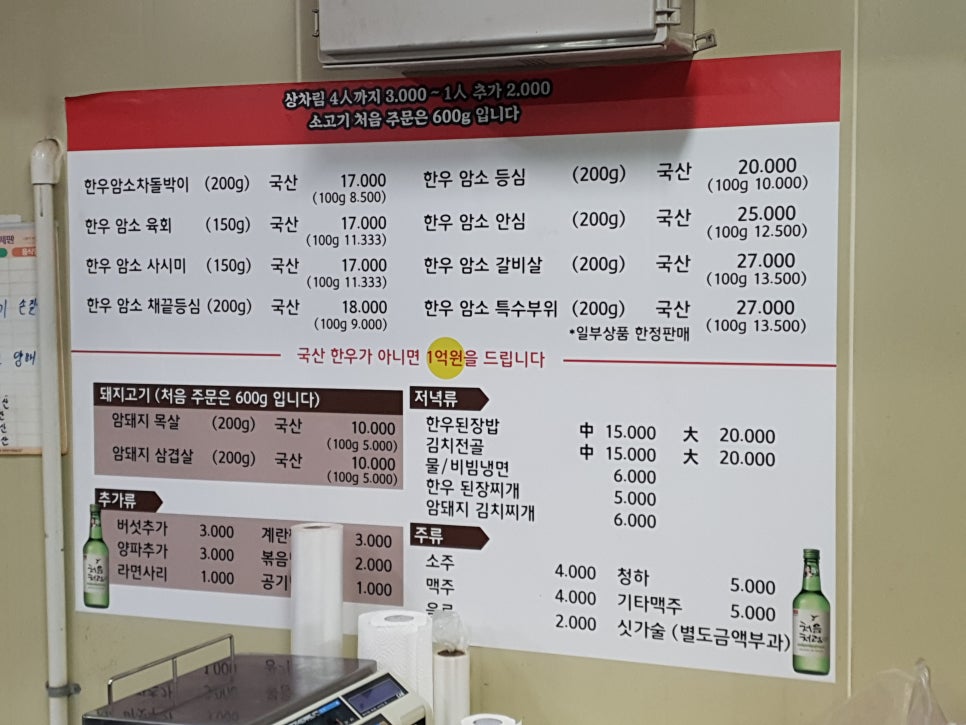 상차림 4人까지 3.000 ~ 1人 추가 2.000
소고기 처음 주문은 600g 입니다
한우암소차돌박이 (200g) 국산 17.000
(100g 8.500)
한우 암소 육회 (150g) 국산 17.000
(100g 11.333)
한우 암소 사시미 (150g) 국산 17.000
(100g 11.333)
한우 암소 채끝등심 (200g) 국산 18.000
(100g 9.000)
한우 암소 등심 (200g) 국산 20.000
(100g 10.000)
한우 암소 안심 (200g) 국산 25.000
(100g 12.500)
한우 암소 갈비살 (200g) 국산 27.000
(100g 13.500)
한우 암소 특수부위 (200g) 국산 27.000
(100g 13.500)
*일부상품 한정판매
국산 한우가 아니면 1억원을 드립니다
돼지고기 (처음 주문은 600g 입니다)
암돼지 목살 (200g) 국산 10.000
(100g 5.000)
암돼지 삼겹살 (200g) 국산 10.000
(100g 5.000)
추가류
버섯추가 3.000 계란 3.000
양파추가 3.000 볶음 2.000
라면사리 1.000 공기 1.000
저녁류
한우된장밥 中 15.000 大 20.000
김치전골 中 15.000 大 20.000
물/비빔냉면 6.000
한우 된장찌개 5.000
암돼지 김치찌개 6.000
주류
소주 4.000 청하 5.000
맥주 4.000 기타맥주 5.000
2.000 싯가술 (별도금액부과)
처음처럼
처음처럼